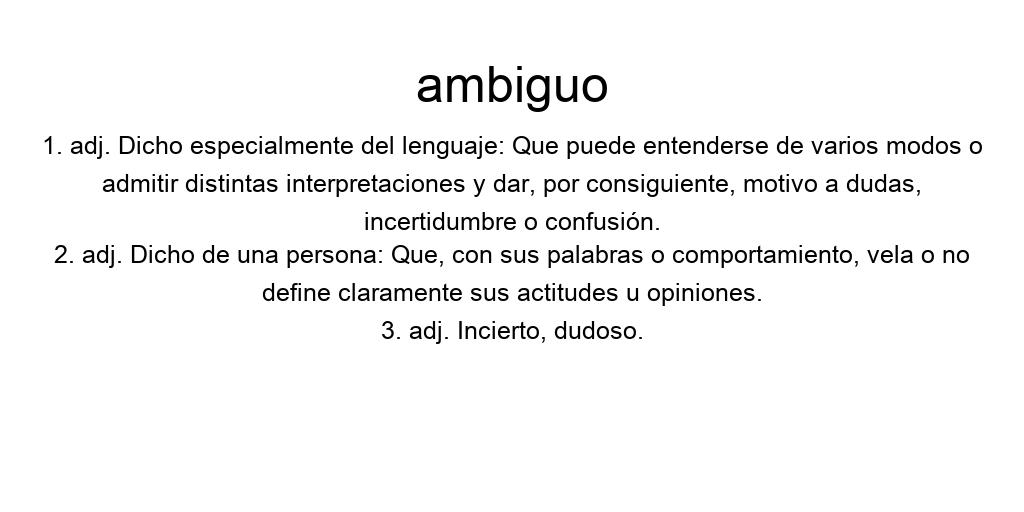 ambiguo
1. adj. Dicho especialmente del lenguaje: Que puede entenderse de varios modos o
admitir distintas interpretaciones y dar, por consiguiente, motivo a dudas,
incertidumbre o confusión.
2. adj. Dicho de una persona: Que, con sus palabras o comportamiento, vela o no
define claramente sus actitudes u opiniones.
3. adj. Incierto, dudoso.